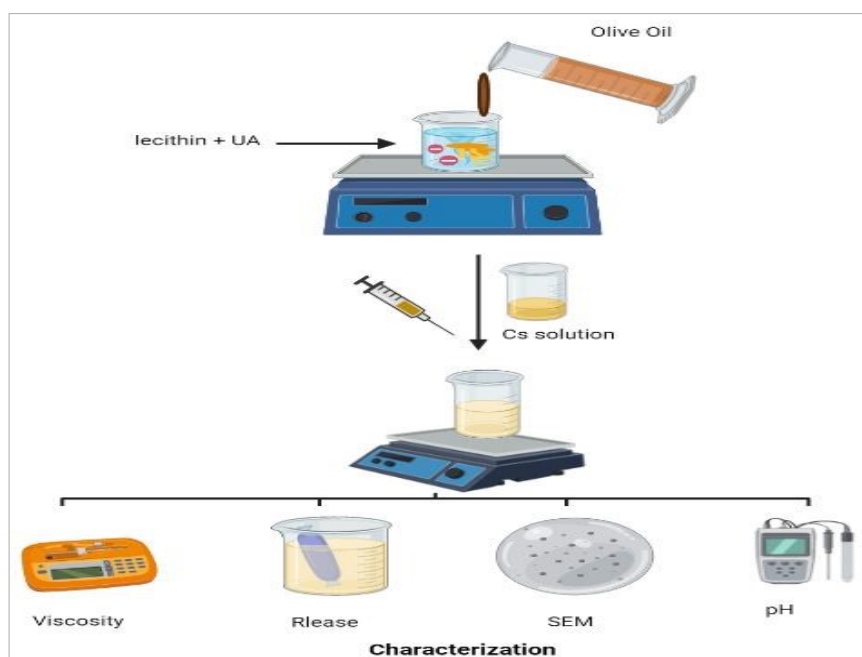 Olive Oil
lecithin + UA
Cs solution
Viscosity
Rlease
SEM
pH
Characterization